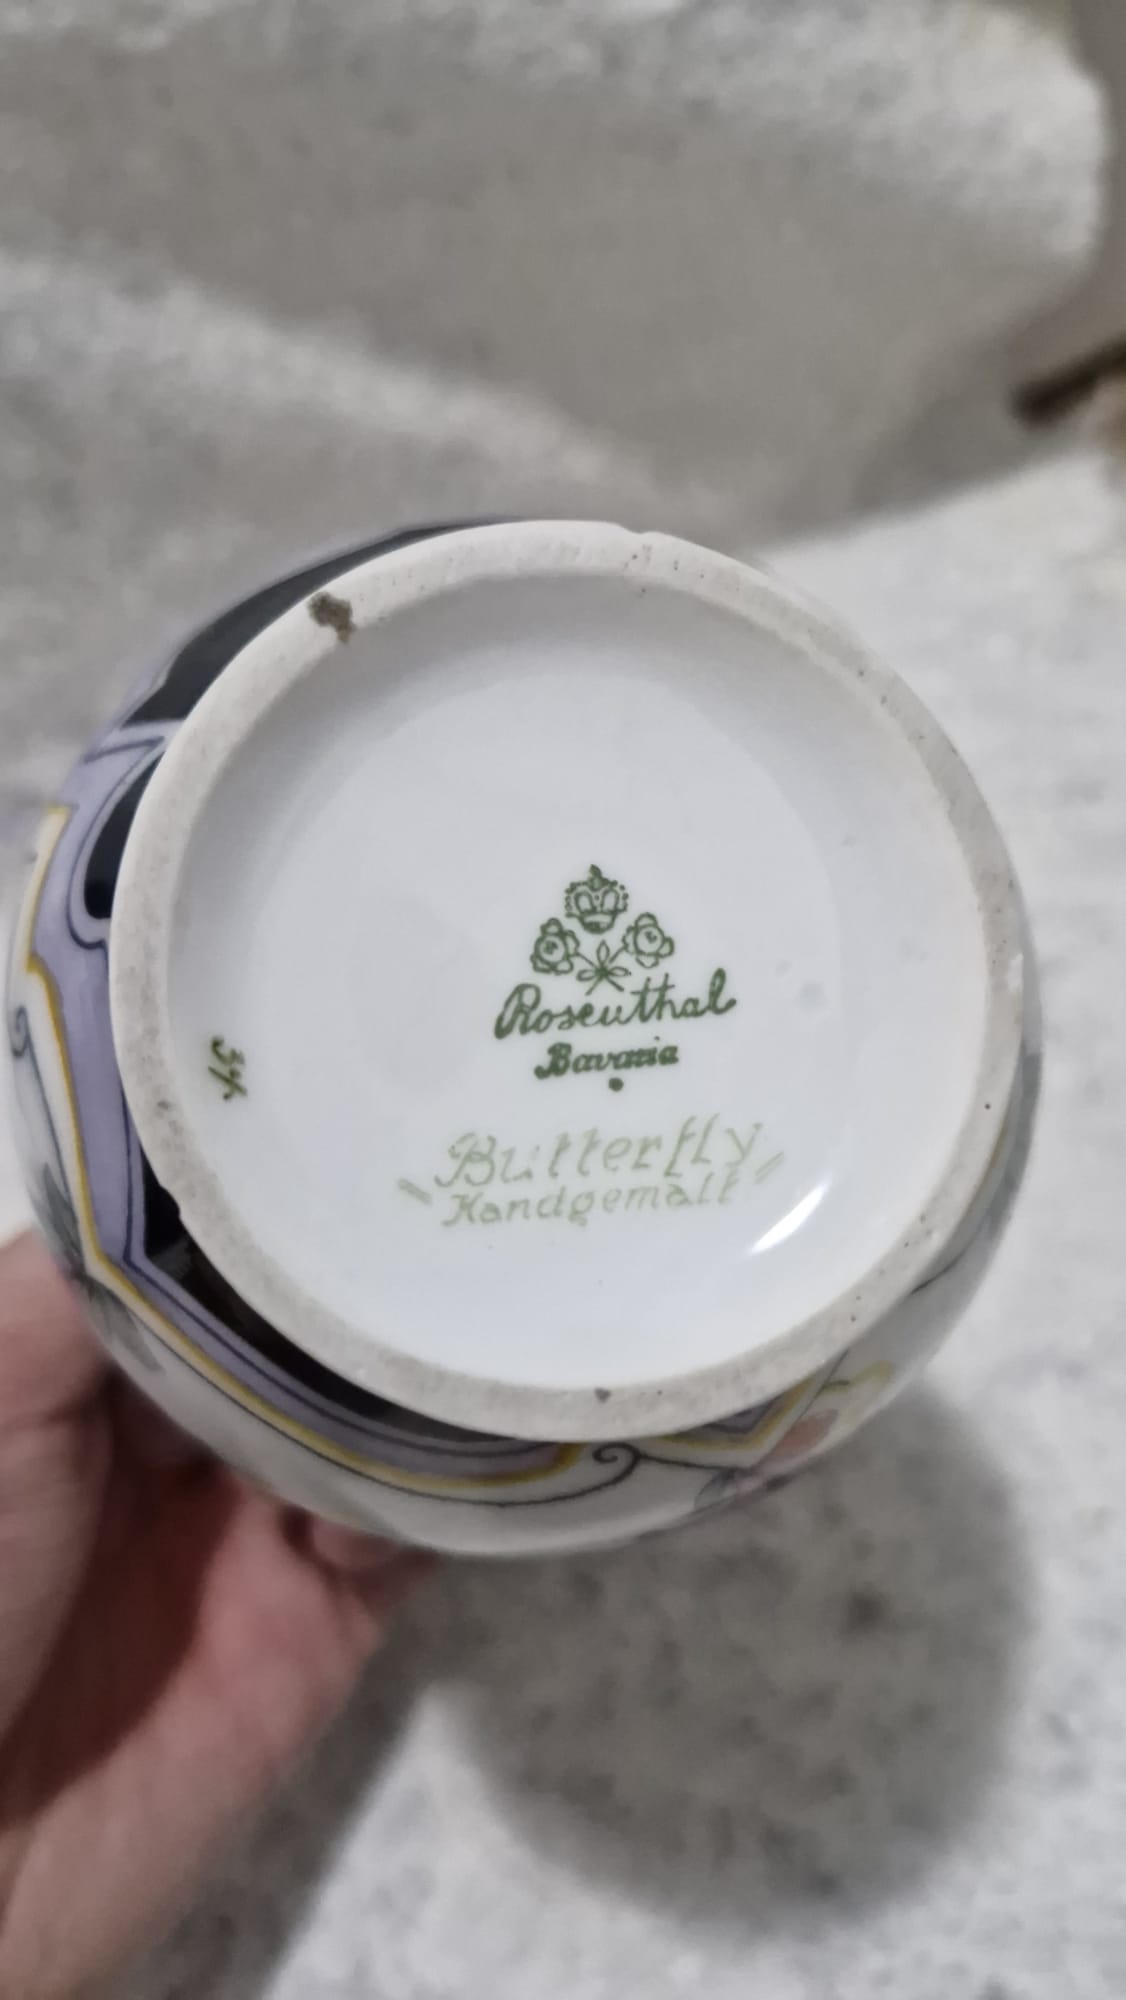 Rosenthal
Bavaria
Butterfly
"Handgemalt"